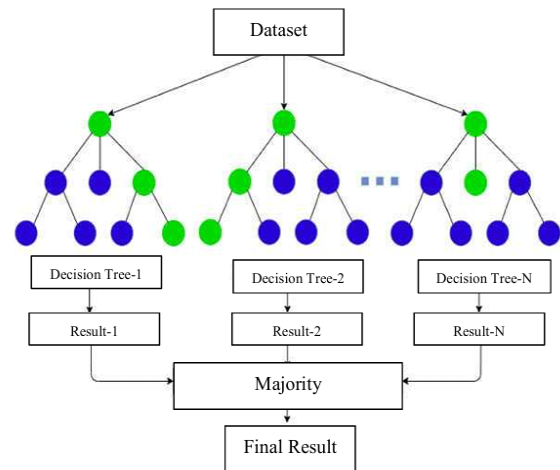 Dataset
Decision Tree-1
Decision Tree-2
Decision Tree-N
Result-1
Result-2
Result-N
Majority
Final Result